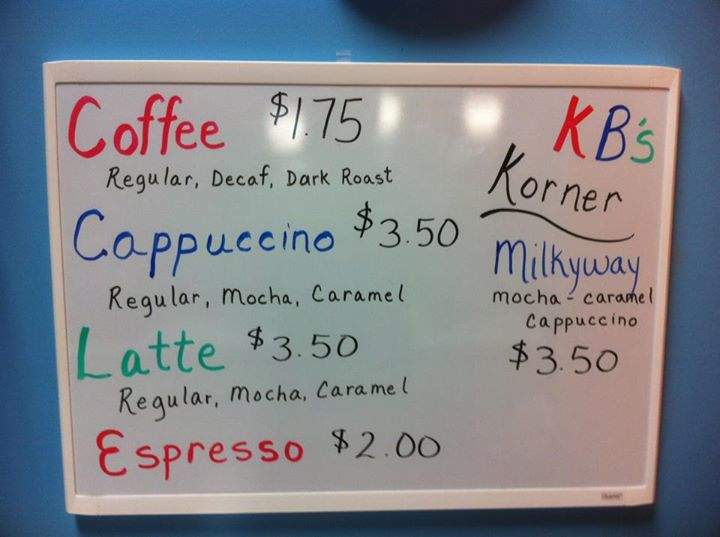 Coffee $1.75
Regular, Decaf, Dark Roast
Cappuccino $3.50
Regular, Mocha, Caramel
Latte $3.50
Regular, Mocha, Caramel
Espresso $2.00
KB's
Korner
Milkyway
mocha - caramel
Cappuccino
$3.50